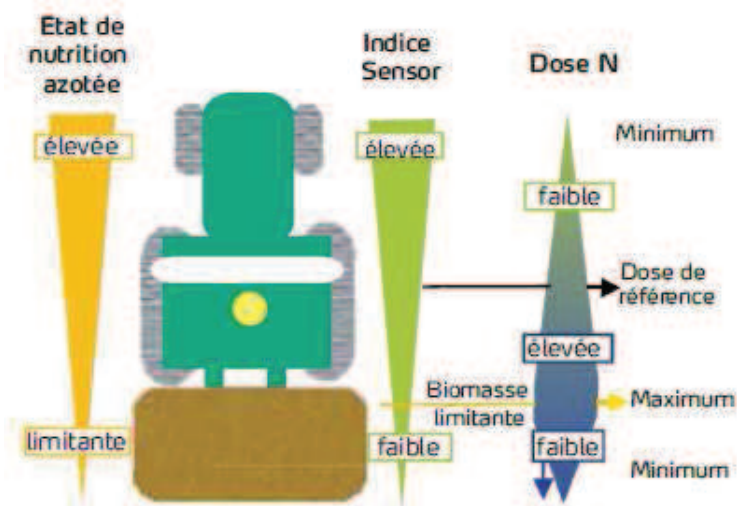 Etat de
nutrition
azotée
Indice
Sensor
Dose N
élevée
élevée
Minimum
faible
Dose de
référence
élevée
Biomasse
limitante
Maximum
limitante
faible
faible
Minimum